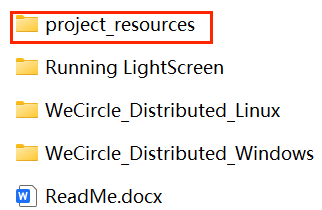 project_resources
Running LightScreen
WeCircle_Distributed_Linux
WeCircle_Distributed_Windows
ReadMe.docx